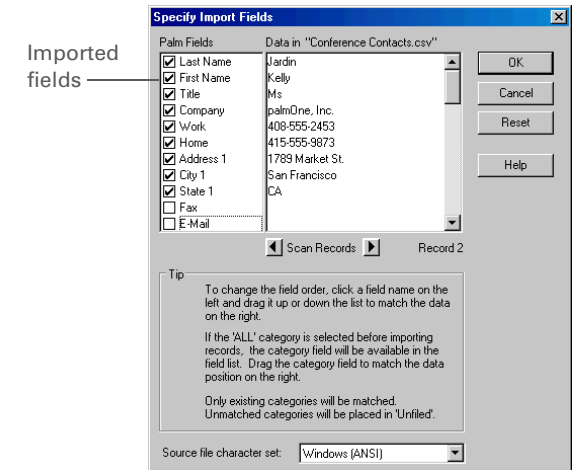 Specify Import Fields
Imported
fields
Palm Fields Data in "Conference Contacts.csv"
Last Name Jardin
First Name Kelly
Title Ms
Company palmOne, Inc.
Work 408-555-2453
Home 415-555-9873
Address 1 1789 Market St.
City 1 San Francisco
State 1 CA
Fax
E-Mail
OK
Cancel
Reset
Help
Scan Records Record 2
Tip
To change the field order, click a field name on the
left and drag it up or down the list to match the data
on the right.
If the 'ALL' category is selected before importing
records, the category field will be available in the
field list. Drag the category field to match the data
position on the right.
Only existing categories will be matched.
Unmatched categories will be placed in 'Unfiled'.
Source file character set: Windows (ANSI)